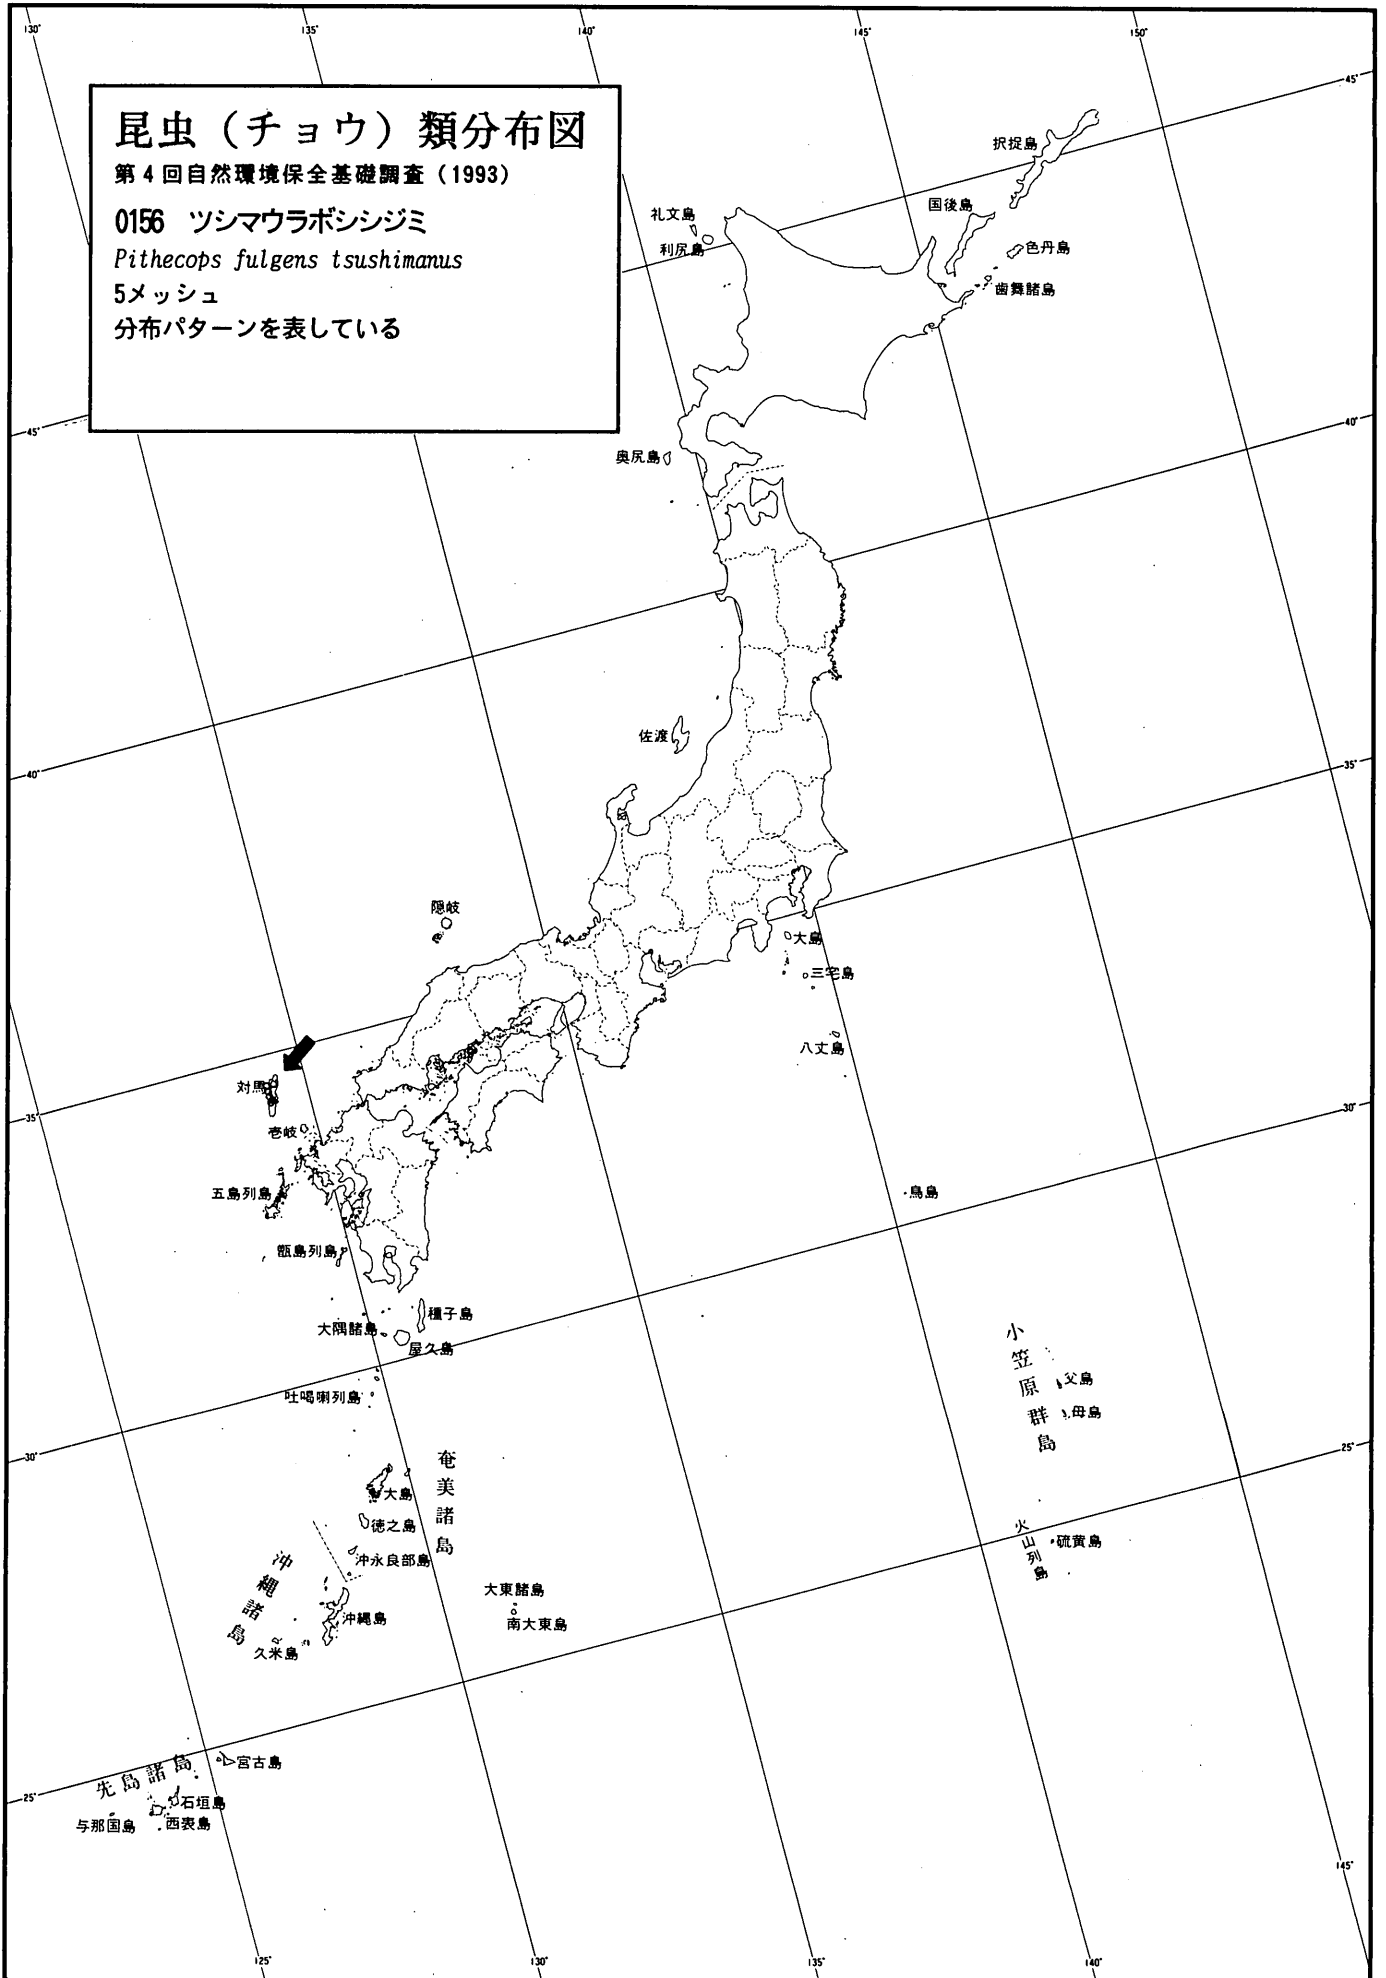 130°
135°
140°
145°
150°
昆虫（チョウ）類分布図
第4回自然環境保全基礎調査（1993）
0156 ツシマウラボシシジミ
Pithecops fulgens tsushimanus
5メッシュ
分布パターンを表している
45°
択捉島
国後島
色丹島
歯舞諸島
礼文島
利尻島
45°
40°
奥尻島
佐渡
40°
35°
隠岐
大島
三宅島
八丈島
対馬
35°
壱岐
30°
五島列島
鳥島
甑島列島
種子島
大隅諸島
屋久島
吐喝喇列島
小笠原群島
父島
母島
30°
25°
奄美諸島
大島
徳之島
沖永良部島
火山列島
硫黄島
沖縄諸島
大東諸島
南大東島
沖縄島
久米島
先島諸島
宮古島
25°
石垣島
与那国島
西表島
145°
125°
130°
135°
140°